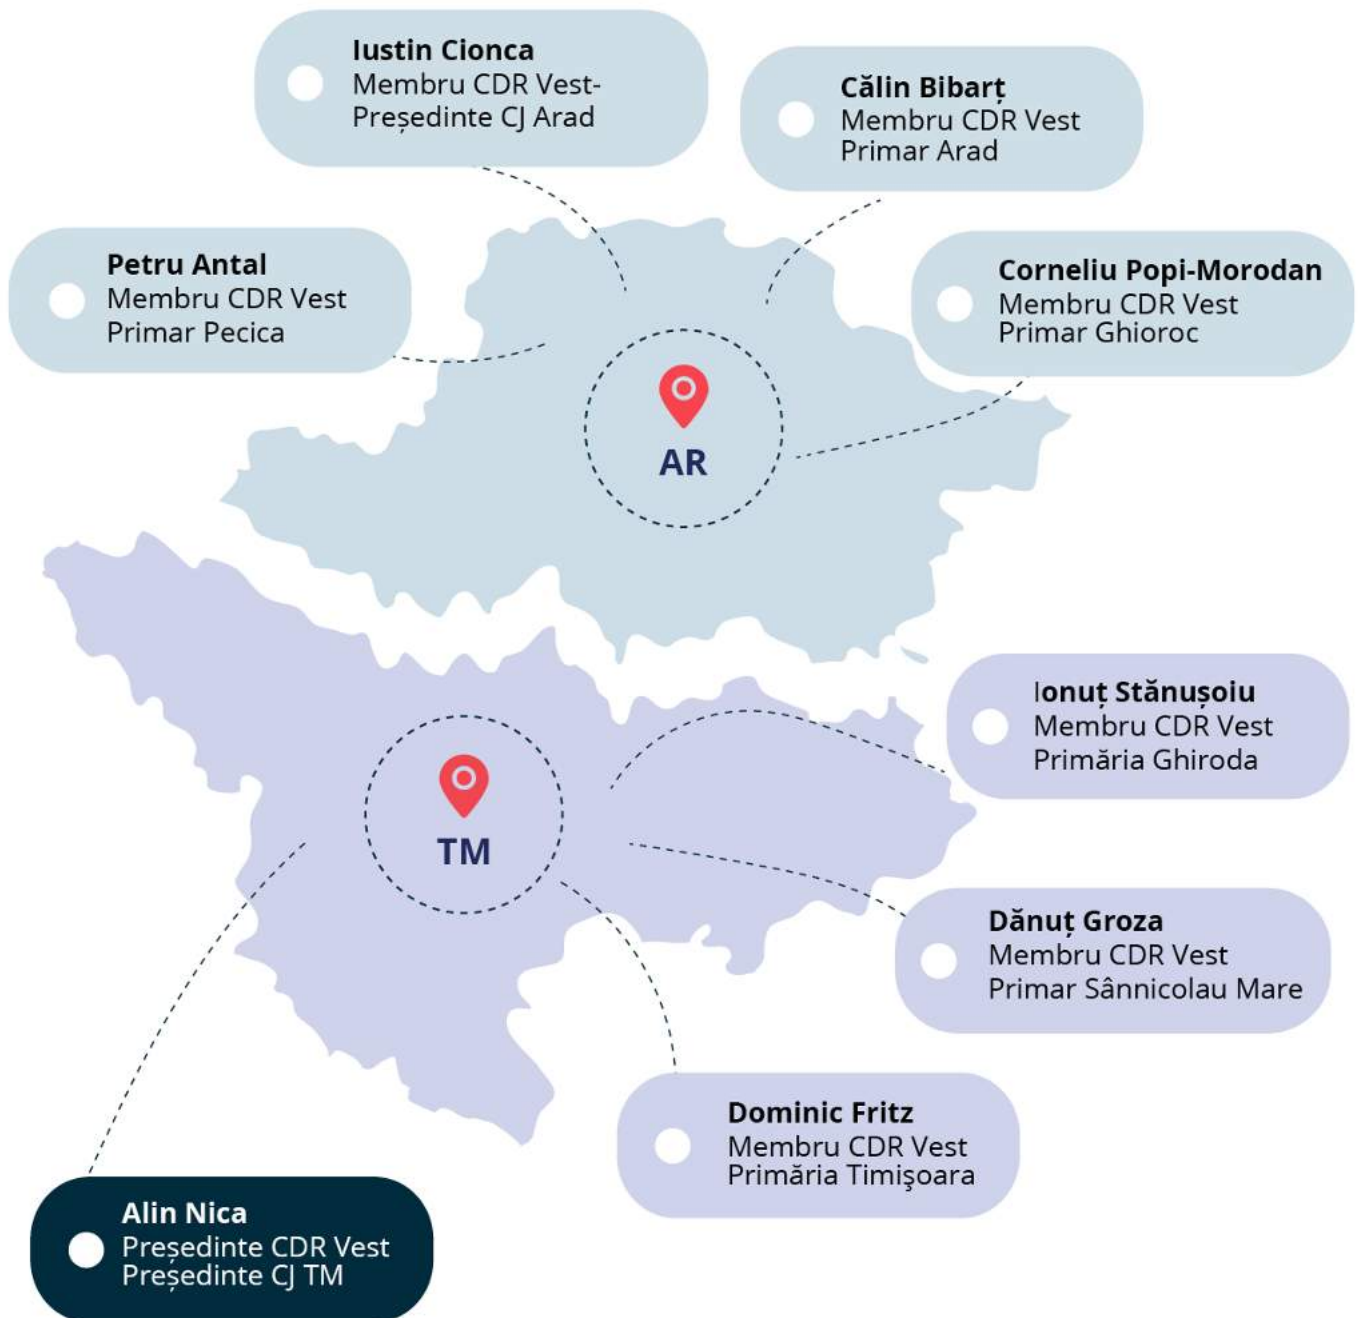 Iustin Cionca
Membru CDR Vest-
Președinte CJ Arad
Călin Bibarț
Membru CDR Vest
Primar Arad
Petru Antal
Membru CDR Vest
Primar Pecica
Corneliu Popi-Morodan
Membru CDR Vest
Primar Ghioroc
AR
Ionuț Stănușoiu
Membru CDR Vest
Primăria Ghiroda
TM
Dănuț Groza
Membru CDR Vest
Primar Sânnicolau Mare
Dominic Fritz
Membru CDR Vest
Primăria Timişoara
Alin Nica
Președinte CDR Vest
Președinte CJ TM